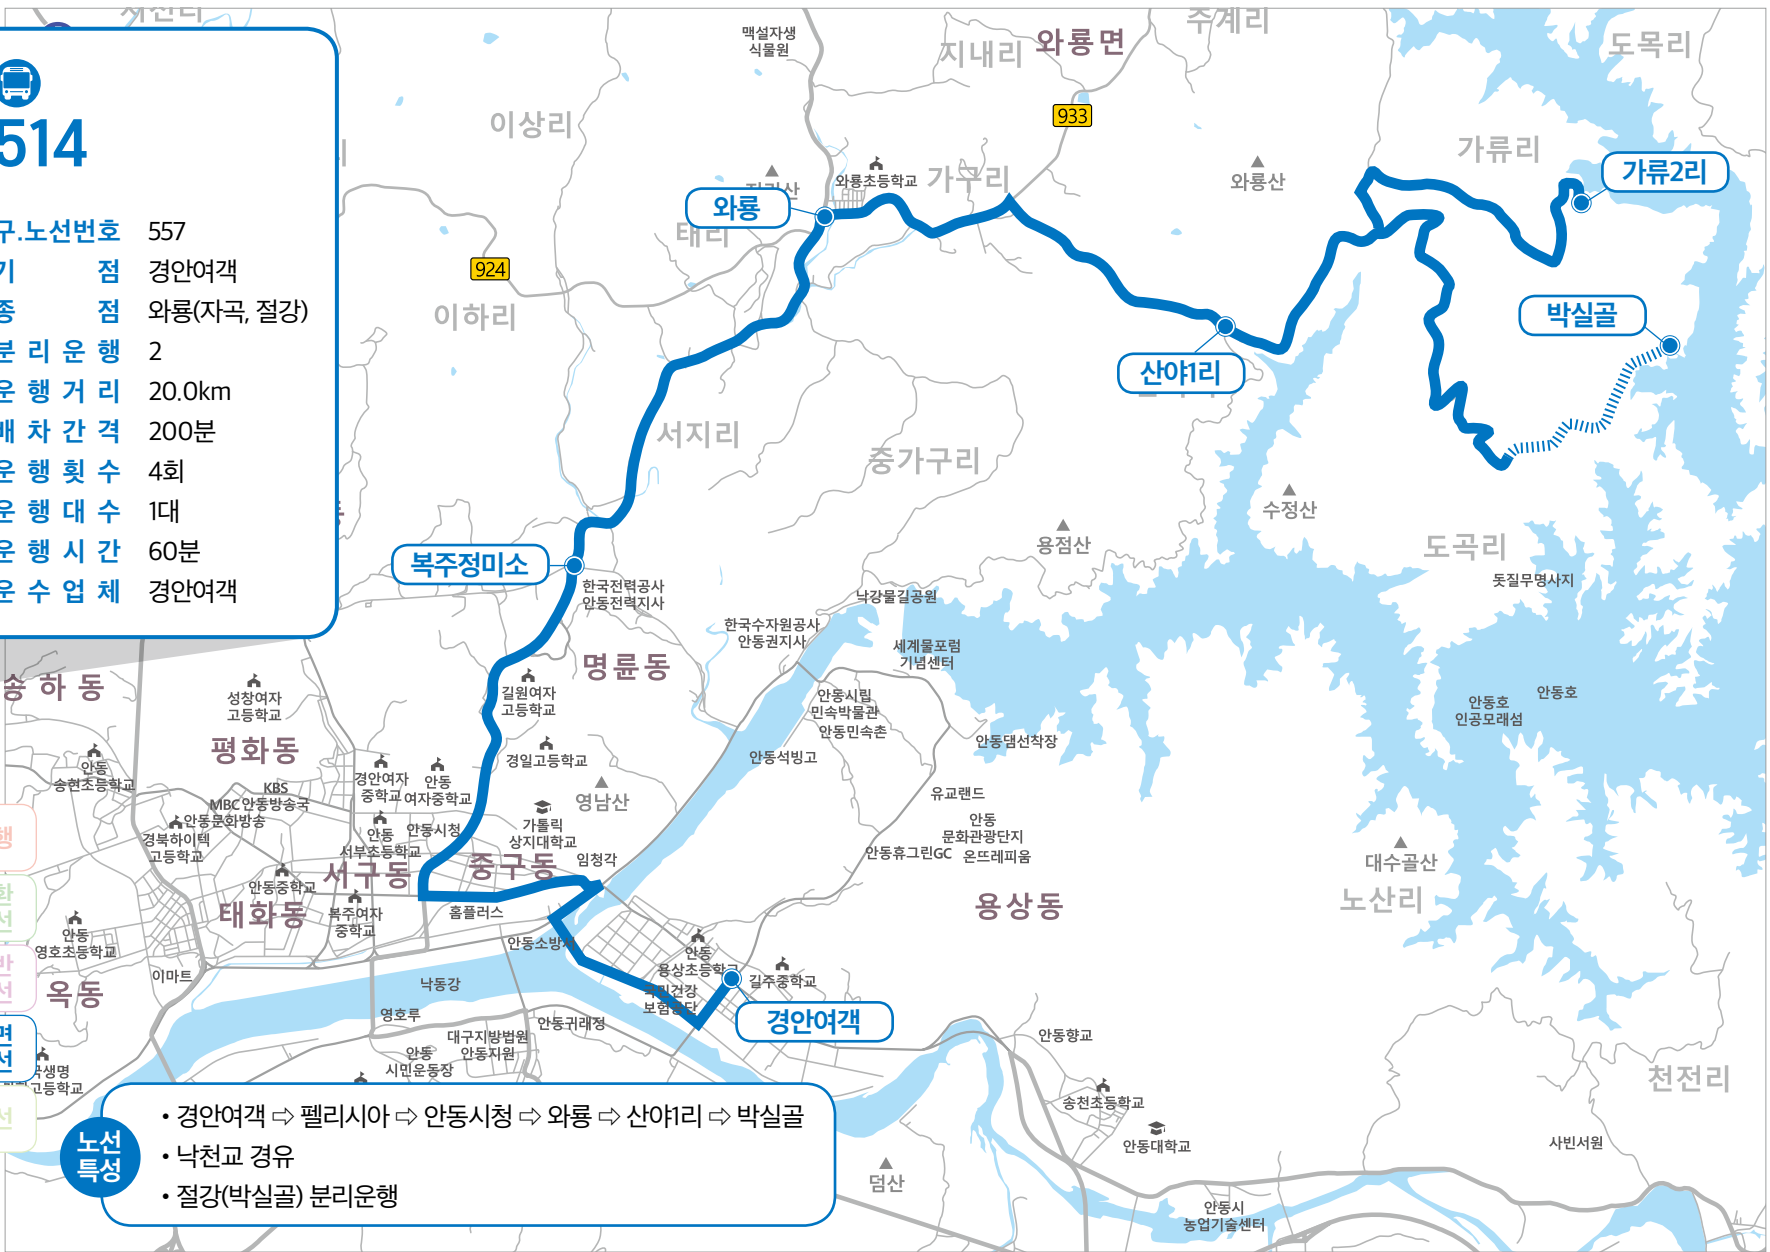 514
구.노선번호 557
기 점 경안여객
종 점 와룡(자곡, 절강)
분리운행 2
운행거리 20.0km
배차간격 200분
운행횟수 4회
운행대수 1대
운행시간 60분
운수업체 경안여객
맥설자생
식물원
지내리
와룡면
주계리
도목리
이상리
933
가류리
가류2리
와룡산
와룡초등학교
가구리
와룡
태리
924
이하리
박실골
산야1리
서지리
중가구리
수정산
용점산
도곡리
돗질무명사지
복주정미소
한국전력공사
안동전력지사
낙강물길공원
한국수자원공사
안동권지사
세계물포럼
기념센터
명륜동
송하동
성창여자
고등학교
길원여자
고등학교
안동시립
민속박물관
안동민속촌
안동호
인공모래섬
안동호
평화동
안동댐선착장
안동석빙고
경일고등학교
안동
송현초등학교
경안여자
중학교
안동
여자중학교
KBS
MBC안동방송국
안동문화방송
영남산
유교랜드
안동
문화관광단지
온뜨레피움
안동휴그린GC
경북하이텍
고등학교
안동
서부초등학교
안동시청
가톨릭
상지대학교
임청각
대수골산
노산리
서구동
중구동
안동중학교
태화동
복주여자
중학교
홈플러스
용상동
안동
영호초등학교
안동소방서
안동
용상초등학교
길주중학교
이마트
옥동
낙동강
국민건강
보험공단
경안여객
영호루
안동귀래정
대구지방법원
안동지원
안동
시민운동장
안동향교
천전리
송천초등학교
안동대학교
사빈서원
덤산
안동시
농업기술센터
노선
특성
• 경안여객 ⇨ 펠리시아 ⇨ 안동시청 ⇨ 와룡 ⇨ 산야1리 ⇨ 박실골
• 낙천교 경유
• 절강(박실골) 분리운행